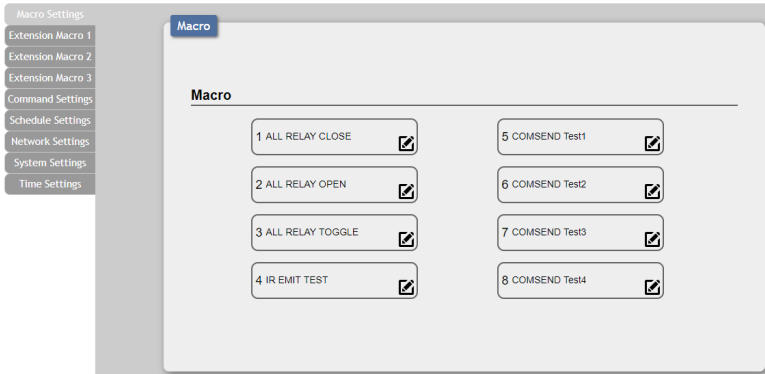 Macro Settings
Extension Macro 1
Extension Macro 2
Extension Macro 3
Command Settings
Schedule Settings
Network Settings
System Settings
Time Settings
Macro
Macro
1 ALL RELAY CLOSE
2 ALL RELAY OPEN
3 ALL RELAY TOGGLE
4 IR EMIT TEST
5 COMSEND Test1
6 COMSEND Test2
7 COMSEND Test3
8 COMSEND Test4